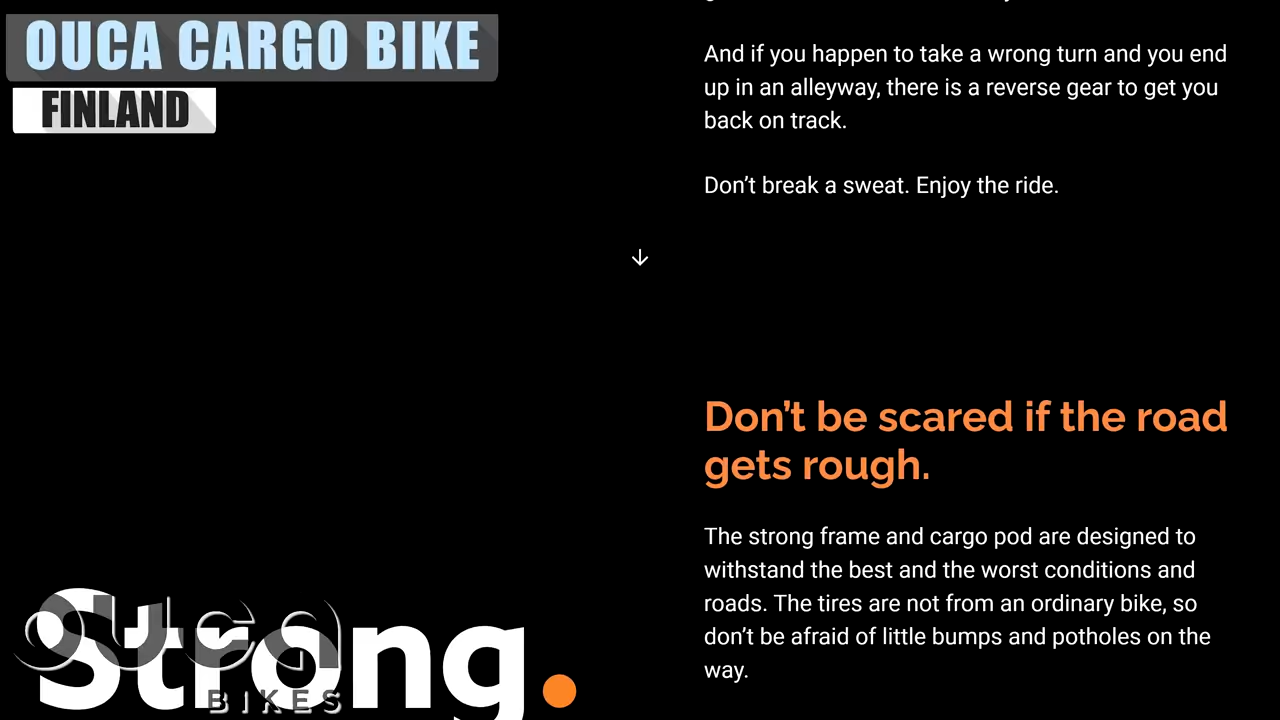 OUCA CARGO BIKE
FINLAND
And if you happen to take a wrong turn and you end
up in an alleyway, there is a reverse gear to get you
back on track.
Don’t break a sweat. Enjoy the ride.
Don’t be scared if the road
gets rough.
The strong frame and cargo pod are designed to
withstand the best and the worst conditions and
roads. The tires are not from an ordinary bike, so
don’t be afraid of little bumps and potholes on the
way.
Strong.
ouca
BIKES